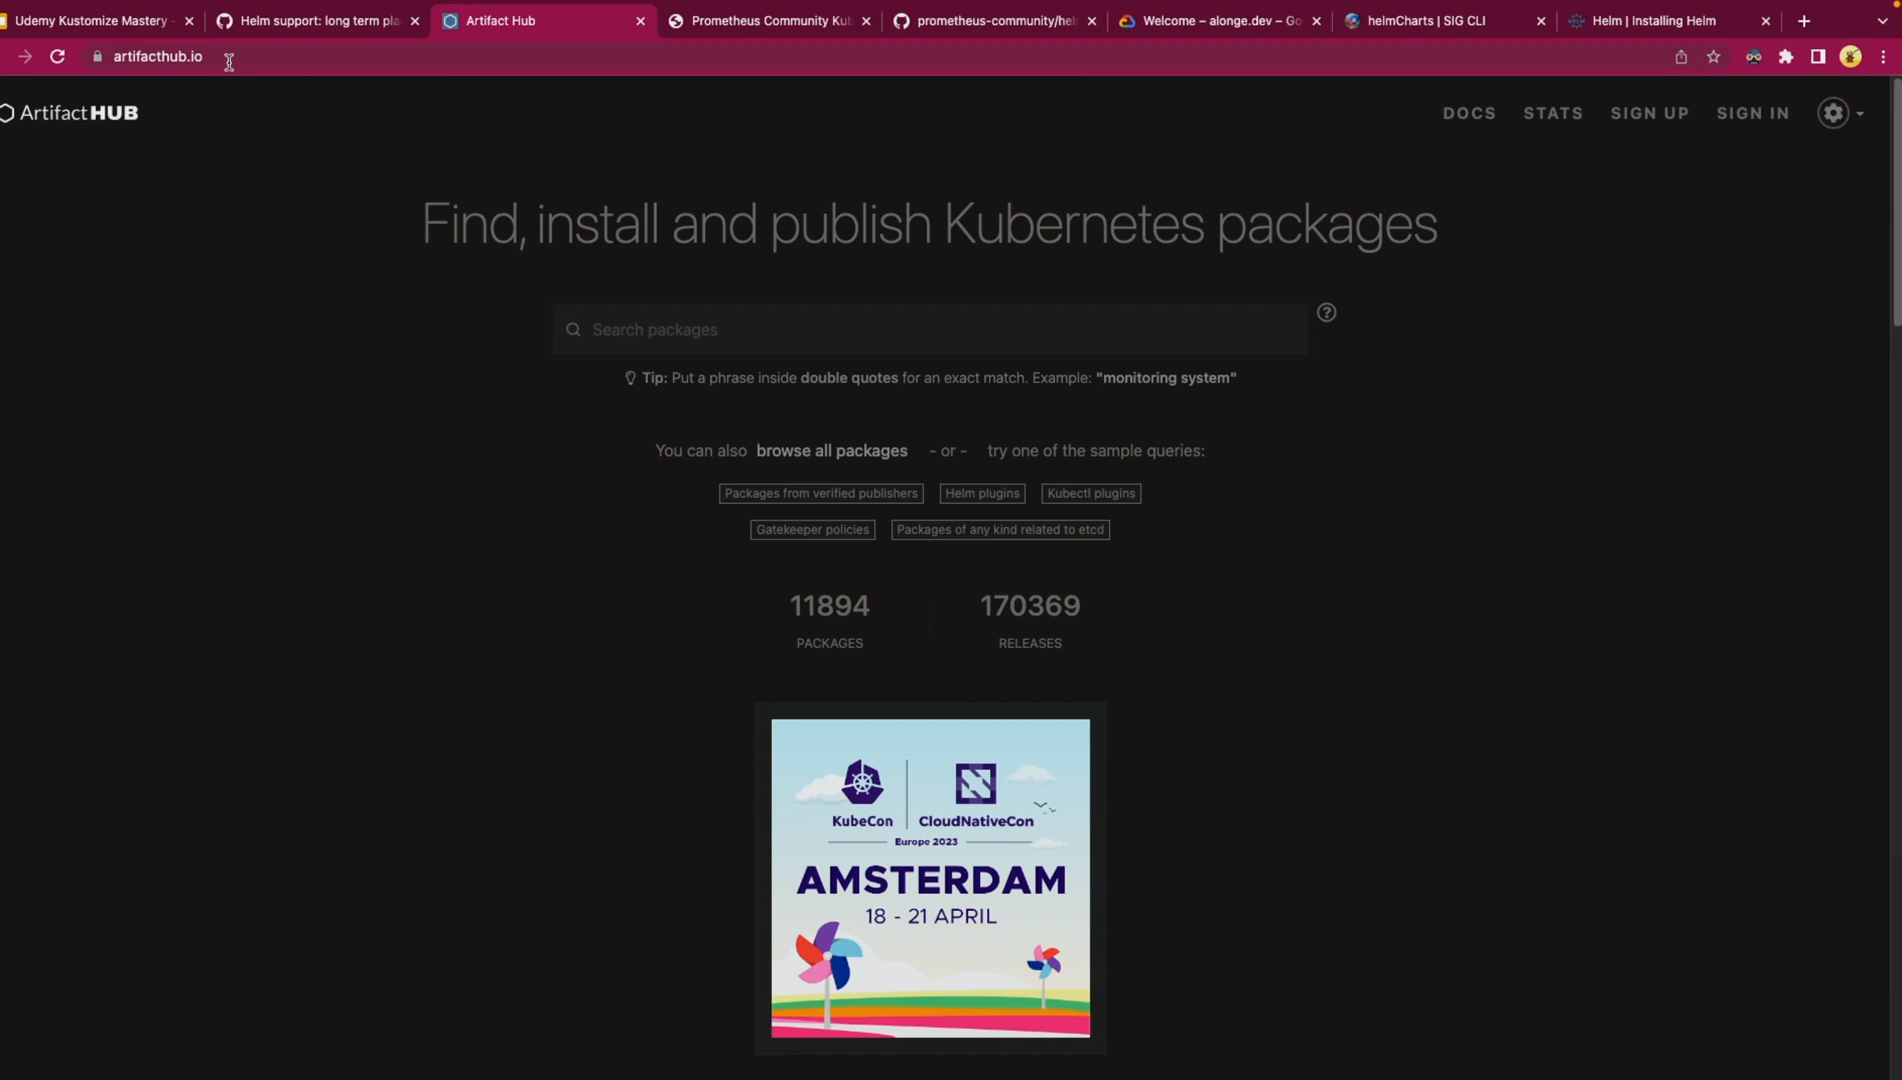 Udemy Kustomize Mastery -
Helm support: long term pla
Artifact Hub
Prometheus Community Kub
prometheus-community/hel
Welcome – alonge.dev – Go
helmCharts | SIG CLI
Helm | Installing Helm
artifacthub.io
Artifact HUB
DOCS STATS SIGN UP SIGN IN
Find, install and publish Kubernetes packages
Search packages
Tip: Put a phrase inside double quotes for an exact match. Example: "monitoring system"
You can also browse all packages - or - try one of the sample queries:
Packages from verified publishers Helm plugins Kubectl plugins
Gatekeeper policies Packages of any kind related to etcd
11894 170369
PACKAGES RELEASES
KubeCon CloudNativeCon
Europe 2023
AMSTERDAM
18 - 21 APRIL